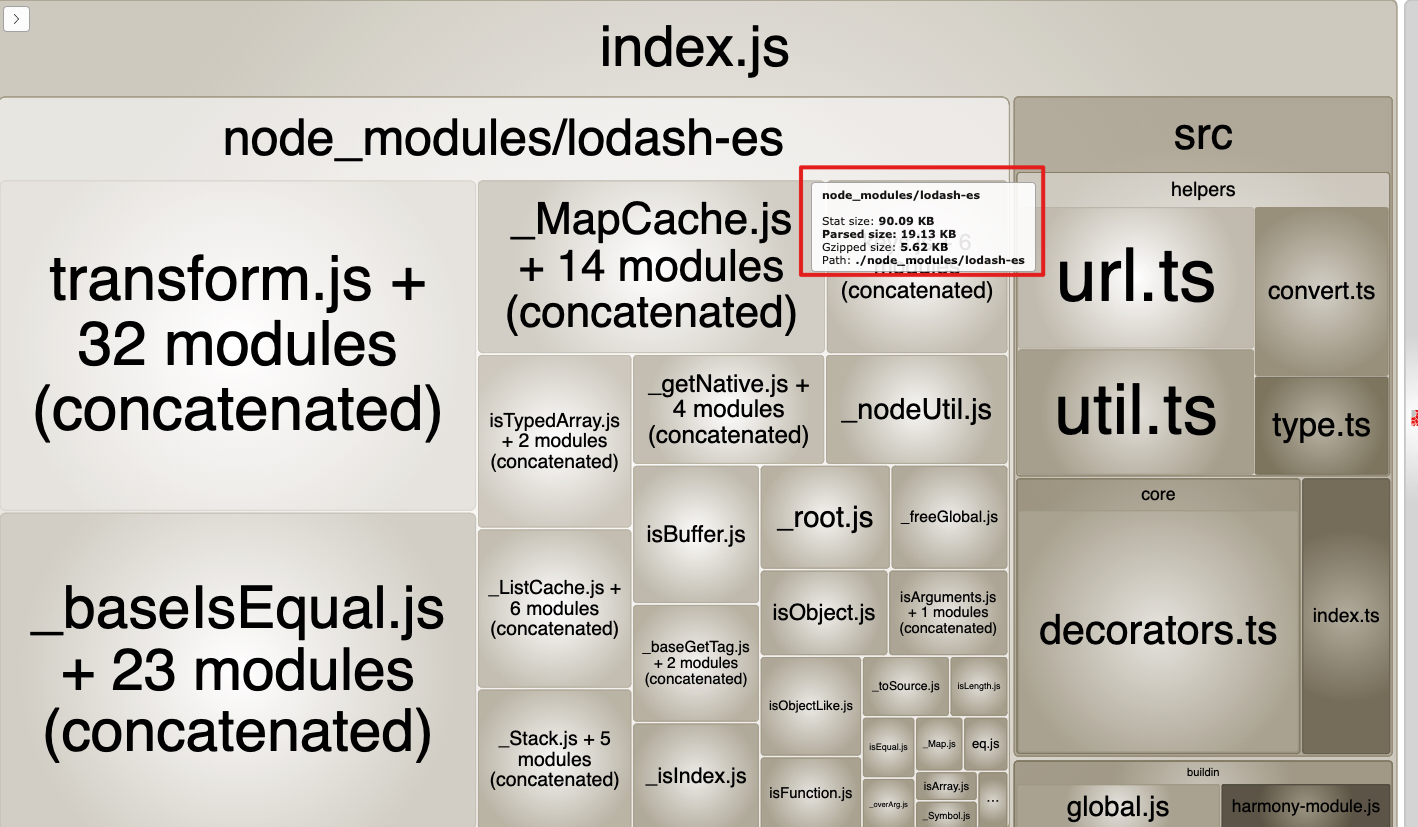 index.js
node_modules/lodash-es
src
helpers
transform.js +
32 modules
(concatenated)
_MapCache.js
+ 14 modules
(concatenated)
node_modules/lodash-es
Stat size: 90.09 KB
Parsed size: 19.13 KB
Gzipped size: 5.62 KB
Path: ./node_modules/lodash-es
6
modules
(concatenated)
url.ts
convert.ts
util.ts
type.ts
isTypedArray.js
+ 2 modules
(concatenated)
_getNative.js +
4 modules
(concatenated)
_nodeUtil.js
_baseIsEqual.js
+ 23 modules
(concatenated)
_ListCache.js +
6 modules
(concatenated)
isBuffer.js
_root.js
_freeGlobal.js
isObject.js
isArguments.js
+ 1 modules
(concatenated)
_baseGetTag.js
+ 2 modules
(concatenated)
isObjectLike.js
_toSource.js
isLength.js
_Stack.js + 5
modules
(concatenated)
_isIndex.js
isFunction.js
isEqual.js
_Map.js
eq.js
_overArg.js
isArray.js
_Symbol.js
...
core
decorators.ts
index.ts
buildin
global.js
harmony-module.js